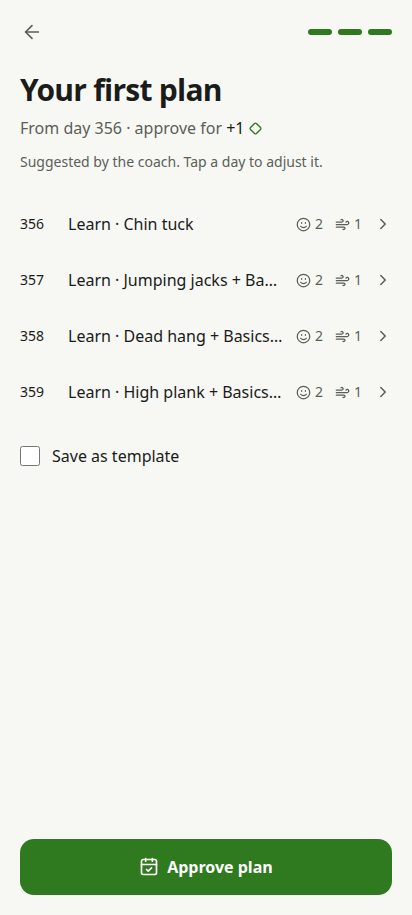 Your first plan
From day 356 · approve for +1
Suggested by the coach. Tap a day to adjust it.
356 Learn · Chin tuck 2 1
357 Learn · Jumping jacks + Ba... 2 1
358 Learn · Dead hang + Basics... 2 1
359 Learn · High plank + Basics... 2 1
Save as template
Approve plan